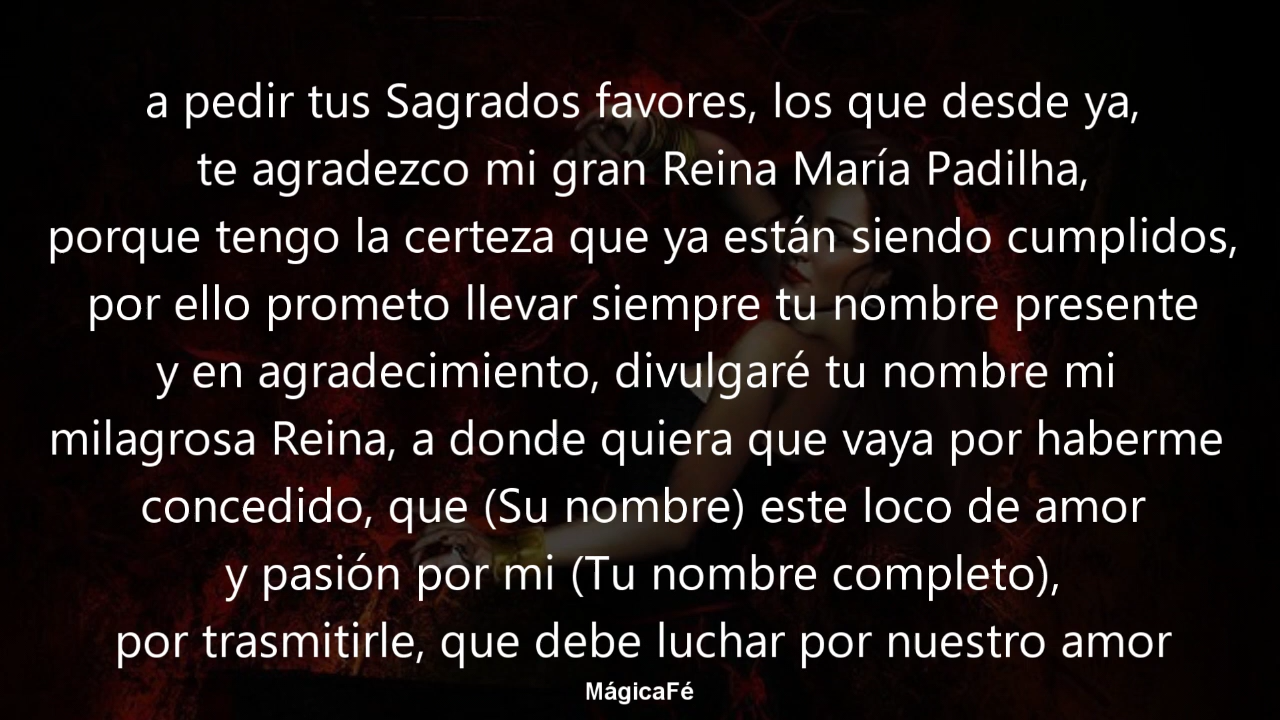 a pedir tus Sagrados favores, los que desde ya,
te agradezco mi gran Reina María Padilha,
porque tengo la certeza que ya están siendo cumplidos,
por ello prometo llevar siempre tu nombre presente
y en agradecimiento, divulgaré tu nombre mi
milagrosa Reina, a donde quiera que vaya por haberme
concedido, que (Su nombre) este loco de amor
y pasión por mi (Tu nombre completo),
por trasmitirle, que debe luchar por nuestro amor
MágicaFé